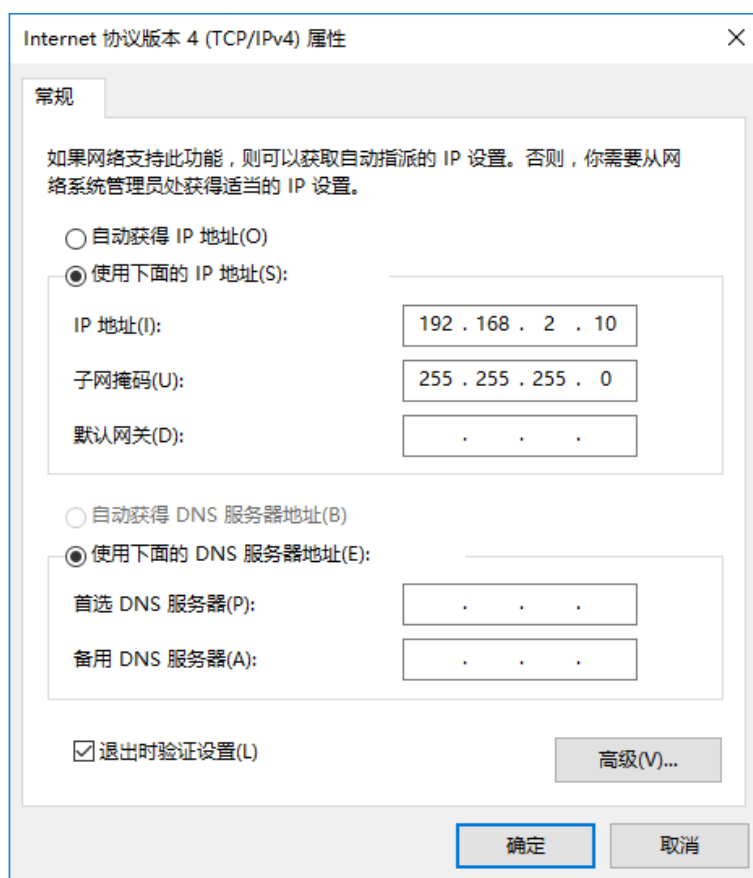 Internet 协议版本 4 (TCP/IPv4) 属性
常规
如果网络支持此功能，则可以获取自动指派的 IP 设置。否则，你需要从网
络系统管理员处获得适当的 IP 设置。
自动获得 IP 地址(O)
使用下面的 IP 地址(S):
IP 地址(I): 192 . 168 . 2 . 10
子网掩码(U): 255 . 255 . 255 . 0
默认网关(D): . . .
自动获得 DNS 服务器地址(B)
使用下面的 DNS 服务器地址(E):
首选 DNS 服务器(P): . . .
备用 DNS 服务器(A): . . .
退出时验证设置(L)
高级(V)...
确定 取消